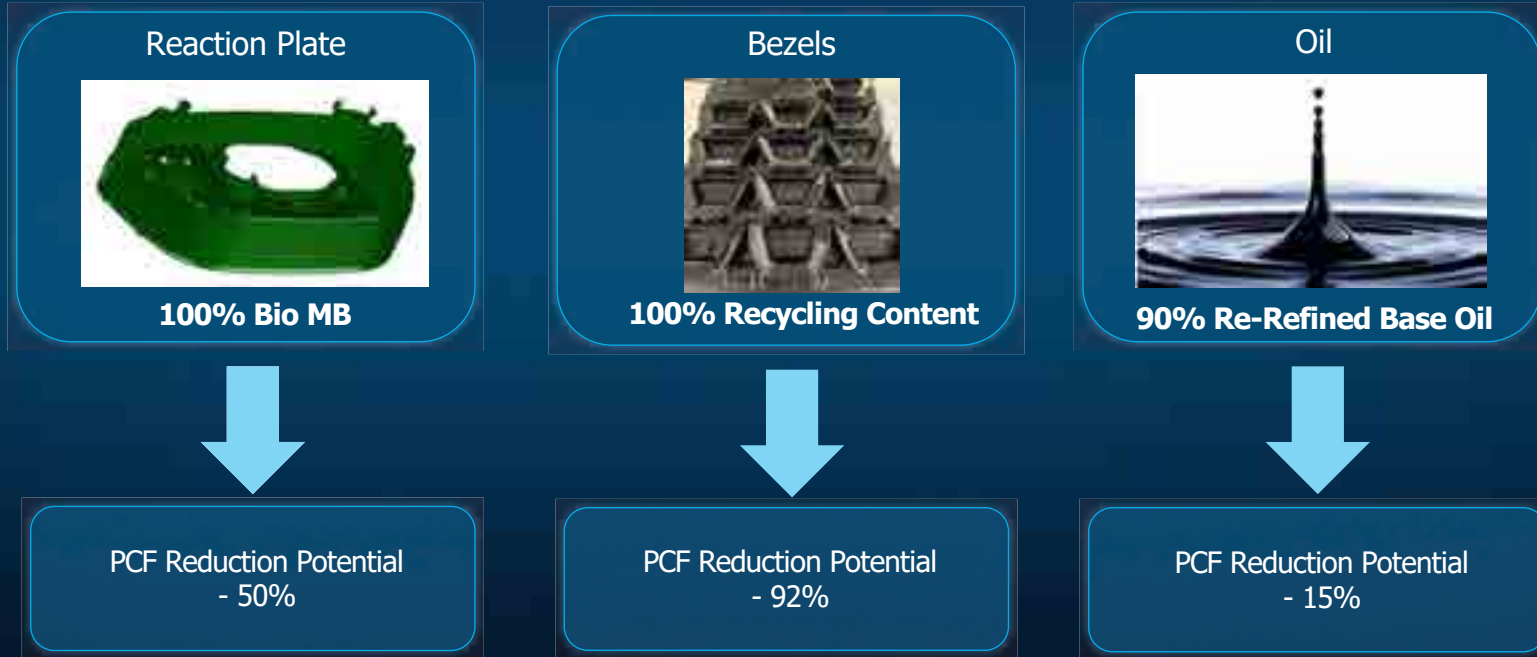 Reaction Plate
100% Bio MB
PCF Reduction Potential
- 50%
Bezels
100% Recycling Content
PCF Reduction Potential
- 92%
Oil
90% Re-Refined Base Oil
PCF Reduction Potential
- 15%